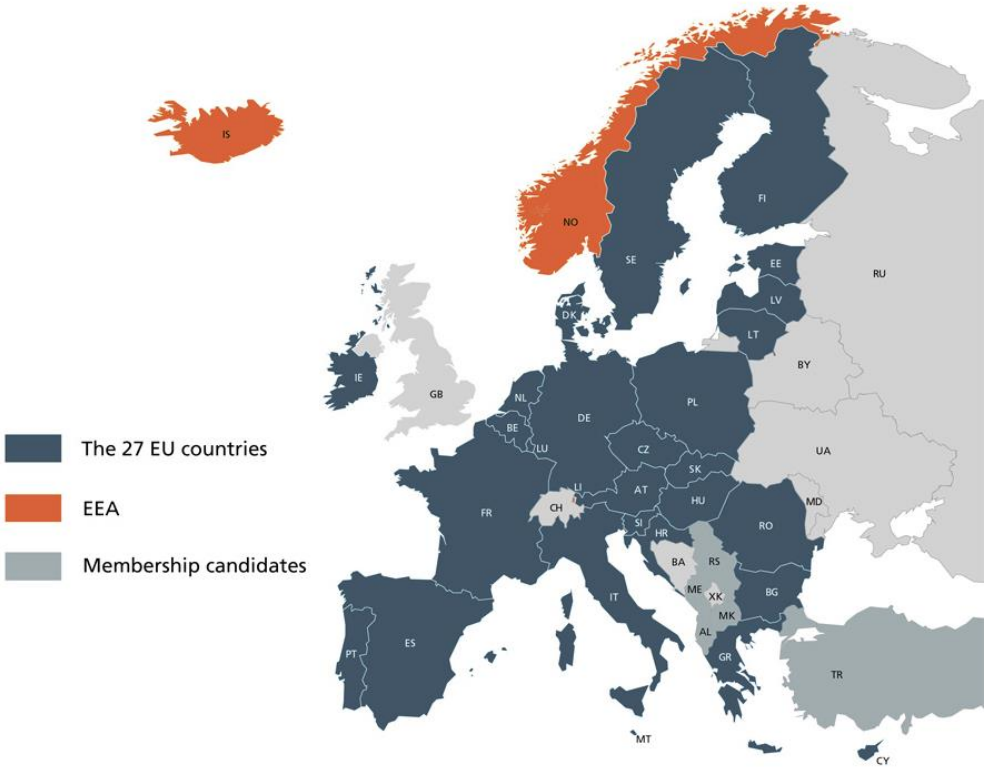 IS
NO
FI
SE
RU
EE
LV
DK
LT
BY
IE
GB
NL
PL
DE
BE
LU
CZ
UA
The 27 EU countries
SK
LI
AT
HU
MD
EEA
CH
FR
SI
HR
RO
BA
RS
Membership candidates
ME
XK
BG
IT
MK
AL
ES
PT
GR
TR
MT
CY